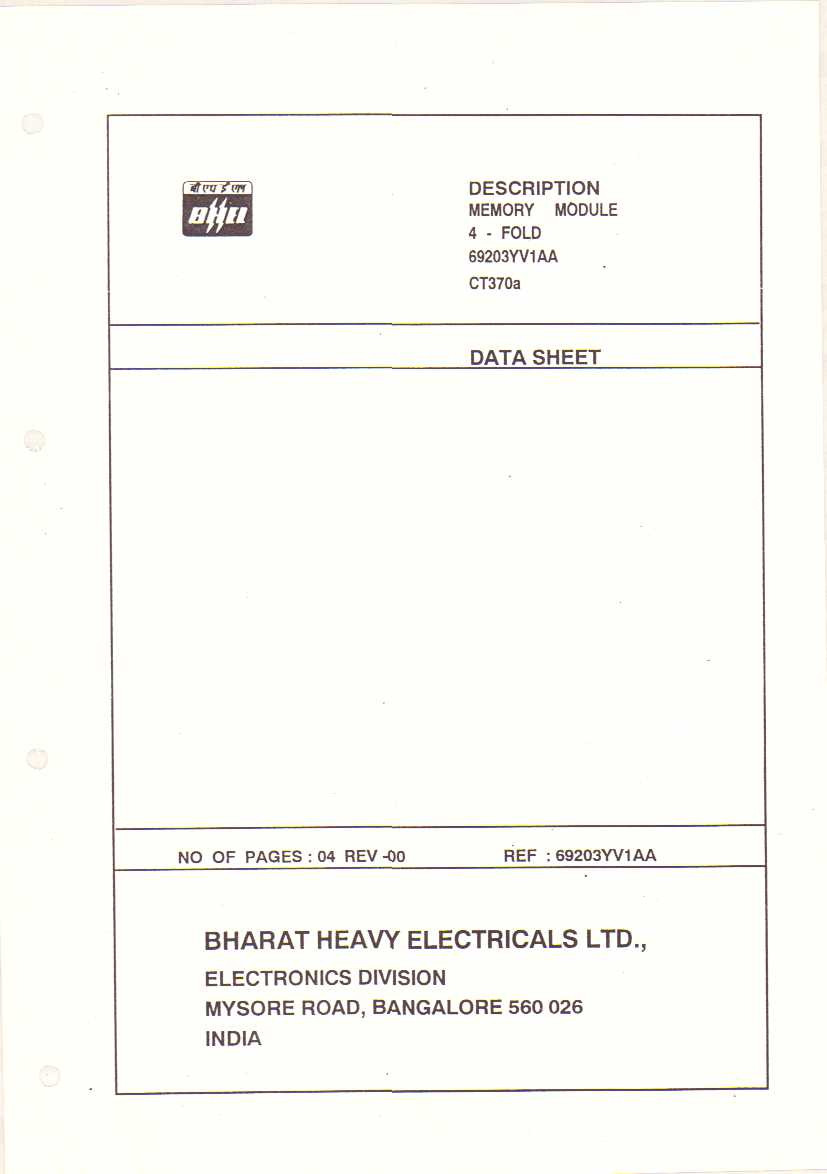 बी एच ई एल
BHEL
DESCRIPTION
MEMORY MODULE
4 - FOLD
69203YV1AA
CT370a
DATA SHEET
NO OF PAGES : 04 REV -00 REF : 69203YV1AA
BHARAT HEAVY ELECTRICALS LTD.,
ELECTRONICS DIVISION
MYSORE ROAD, BANGALORE 560 026
INDIA